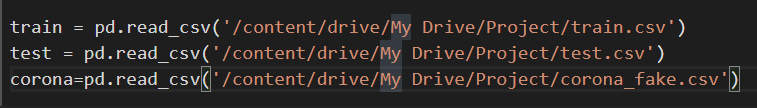 train = pd.read_csv('/content/drive/My Drive/Project/train.csv')
test = pd.read_csv('/content/drive/My Drive/Project/test.csv')
corona=pd.read_csv('/content/drive/My Drive/Project/corona_fake.csv')